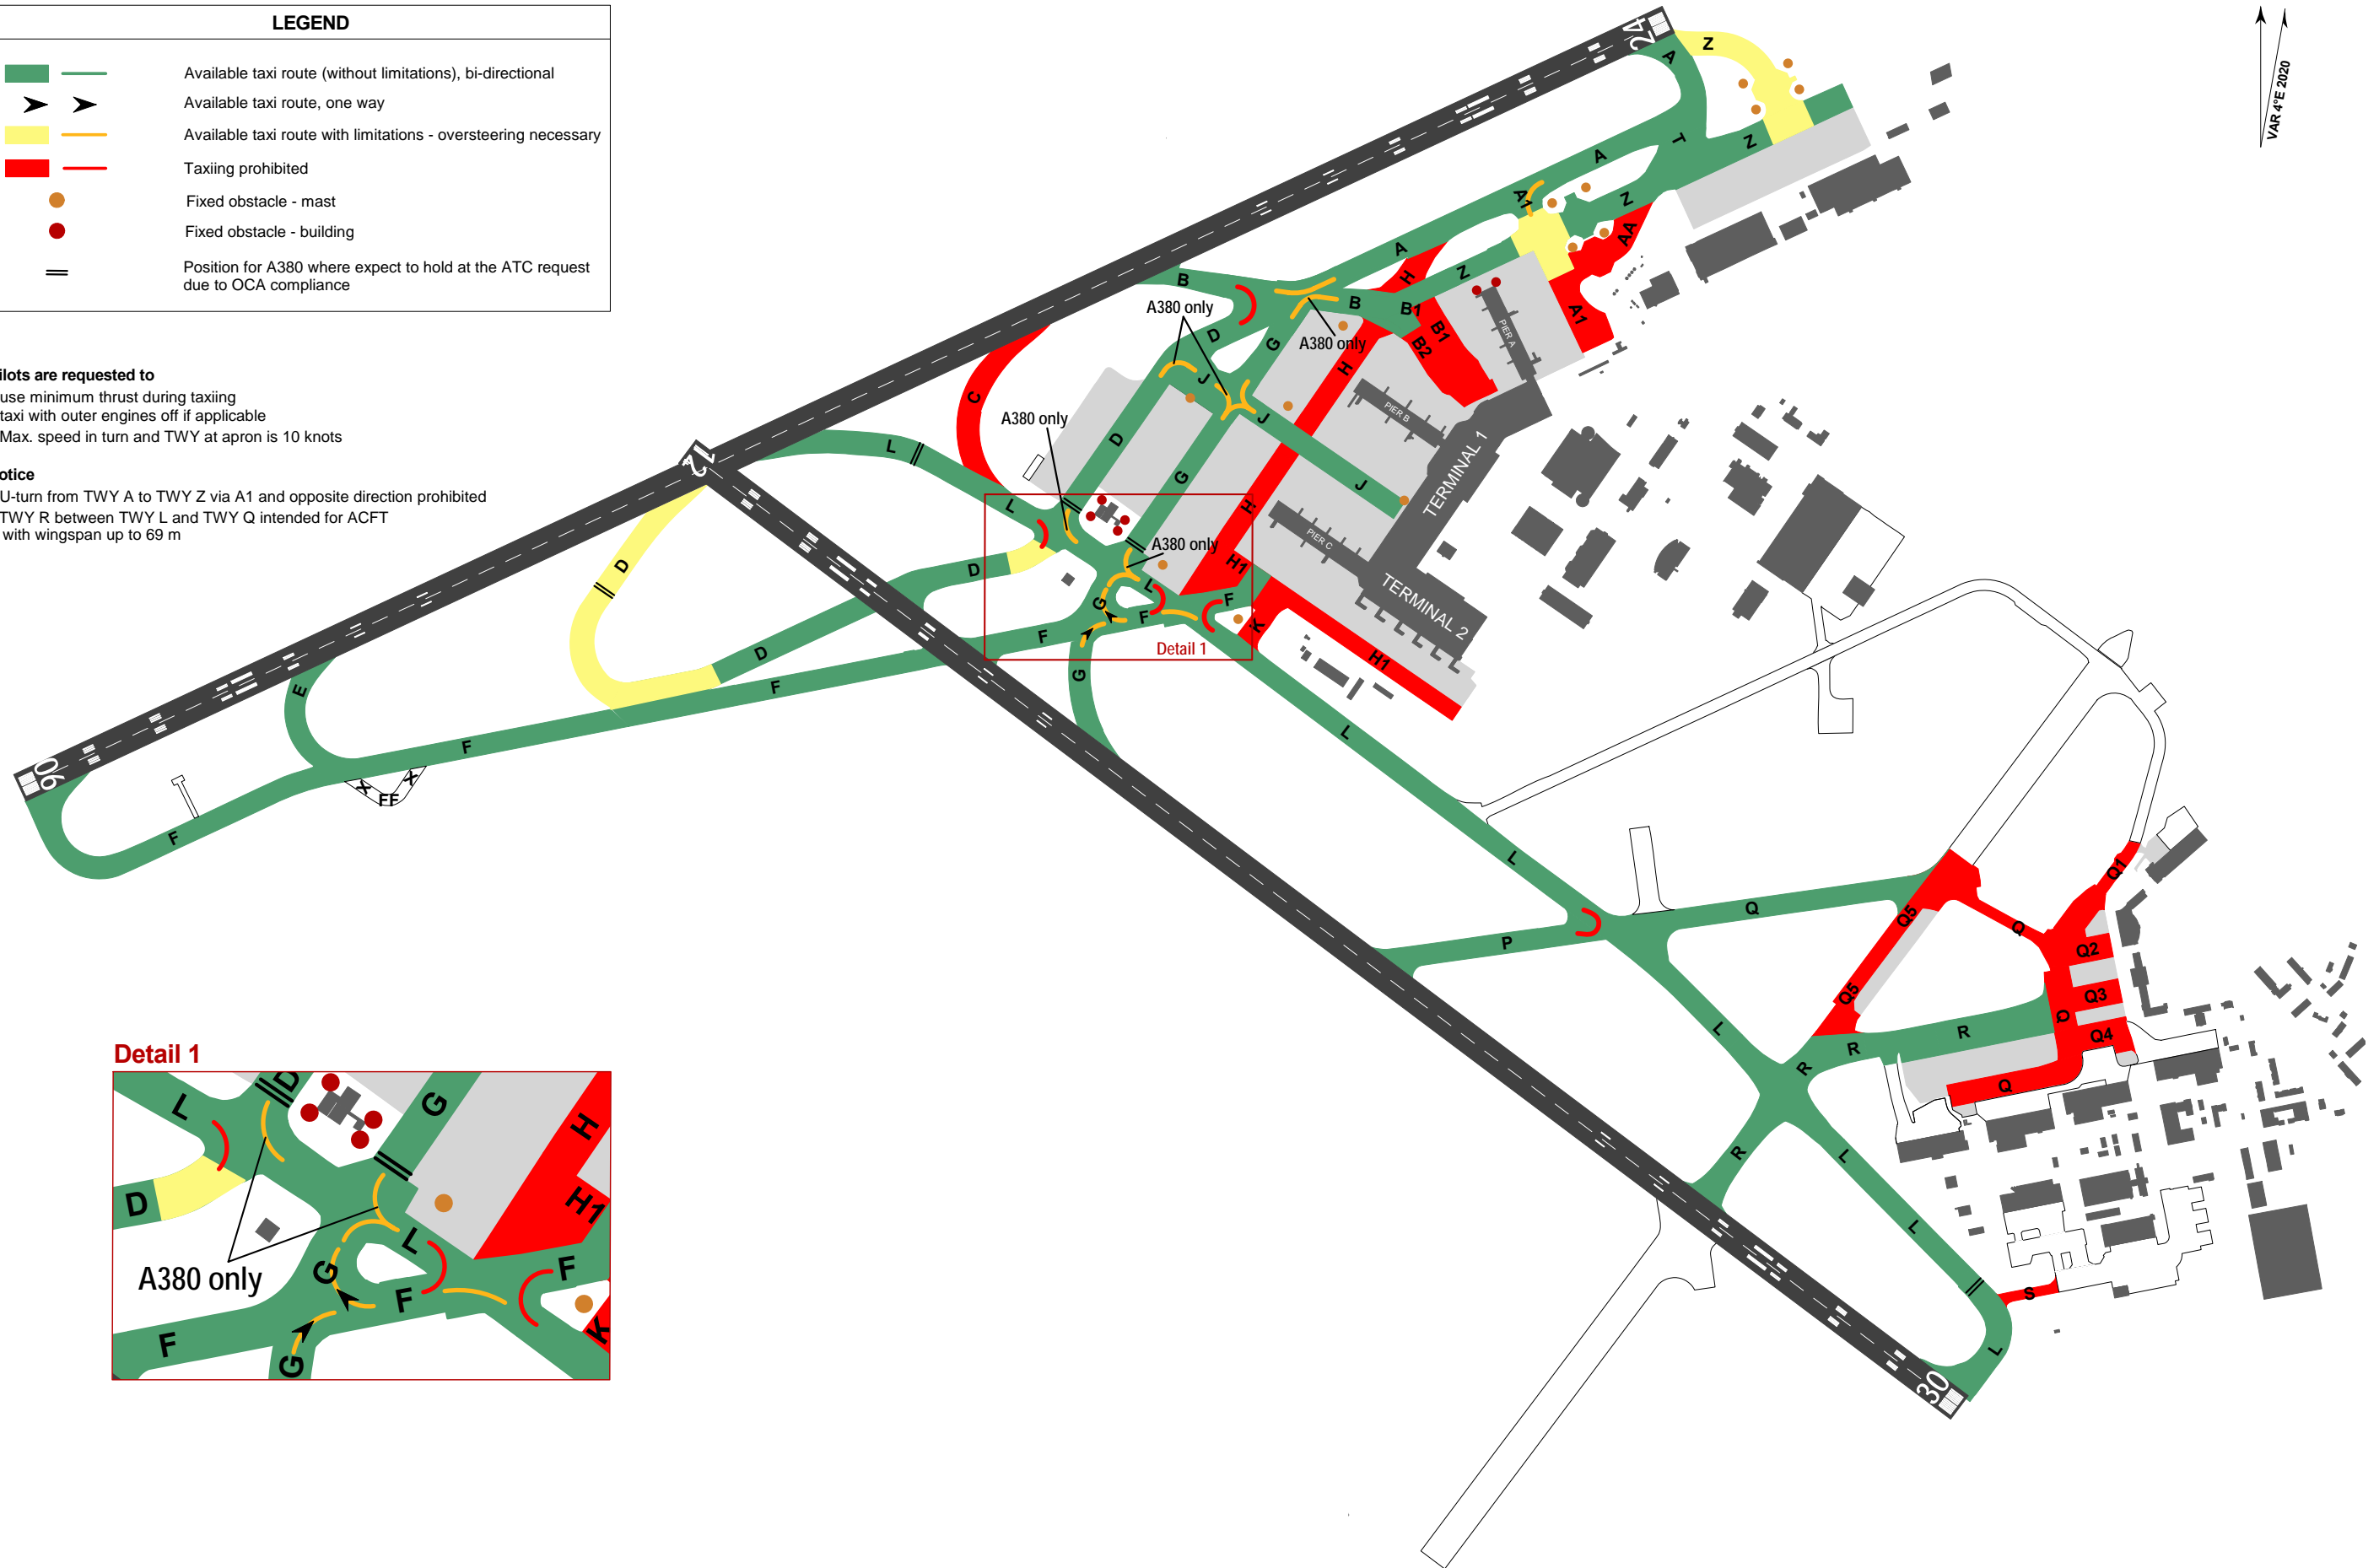 LEGEND
Available taxi route (without limitations), bi-directional
Available taxi route, one way
Available taxi route with limitations - oversteering necessary
Taxiing prohibited
Fixed obstacle - mast
Fixed obstacle - building
Position for A380 where expect to hold at the ATC request
due to OCA compliance
ilots are requested to
use minimum thrust during taxiing
taxi with outer engines off if applicable
Max. speed in turn and TWY at apron is 10 knots
otice
U-turn from TWY A to TWY Z via A1 and opposite direction prohibited
TWY R between TWY L and TWY Q intended for ACFT
with wingspan up to 69 m
VAR 4°E 2020
24
A
Z
T
Z
A
A1
Z
AA
A
H
Z
A1
B
B
B1
B1
B2
PIER A
A380 only
A380 only
D
G
H
J
C
J
PIER B
A380 only
D
L
12
G
J
TERMINAL 1
L
H
PIER C
A380 only
D
D
H1
L
TERMINAL 2
G
F
F
K
F
Detail 1
H1
G
D
E
F
F
L
06
X
FF
X
F
L
Q
P
Q5
Q
Q1
Q2
Q5
Q3
Q
Q4
L
R
R
R
Q
R
L
L
S
L
30
Detail 1
D
L
G
H
D
H1
L
G
F
A380 only
F
K
F
G